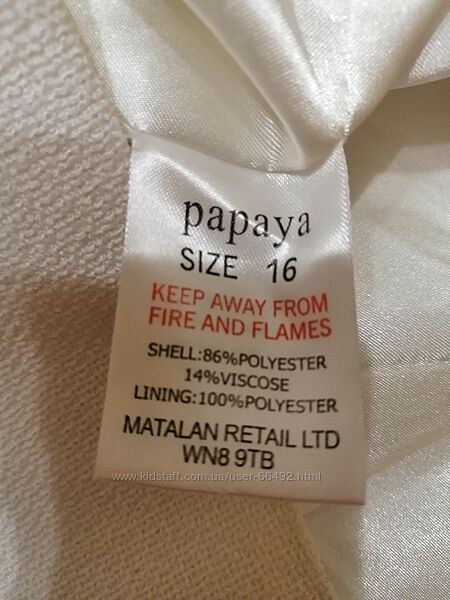 papaya
SIZE 16
KEEP AWAY FROM
FIRE AND FLAMES
SHELL:86%POLYESTER
14%VISCOSE
LINING:100%POLYESTER
MATALAN RETAIL LTD
WN8 9TB
www.kidstaff.com.ua/user-66492.html